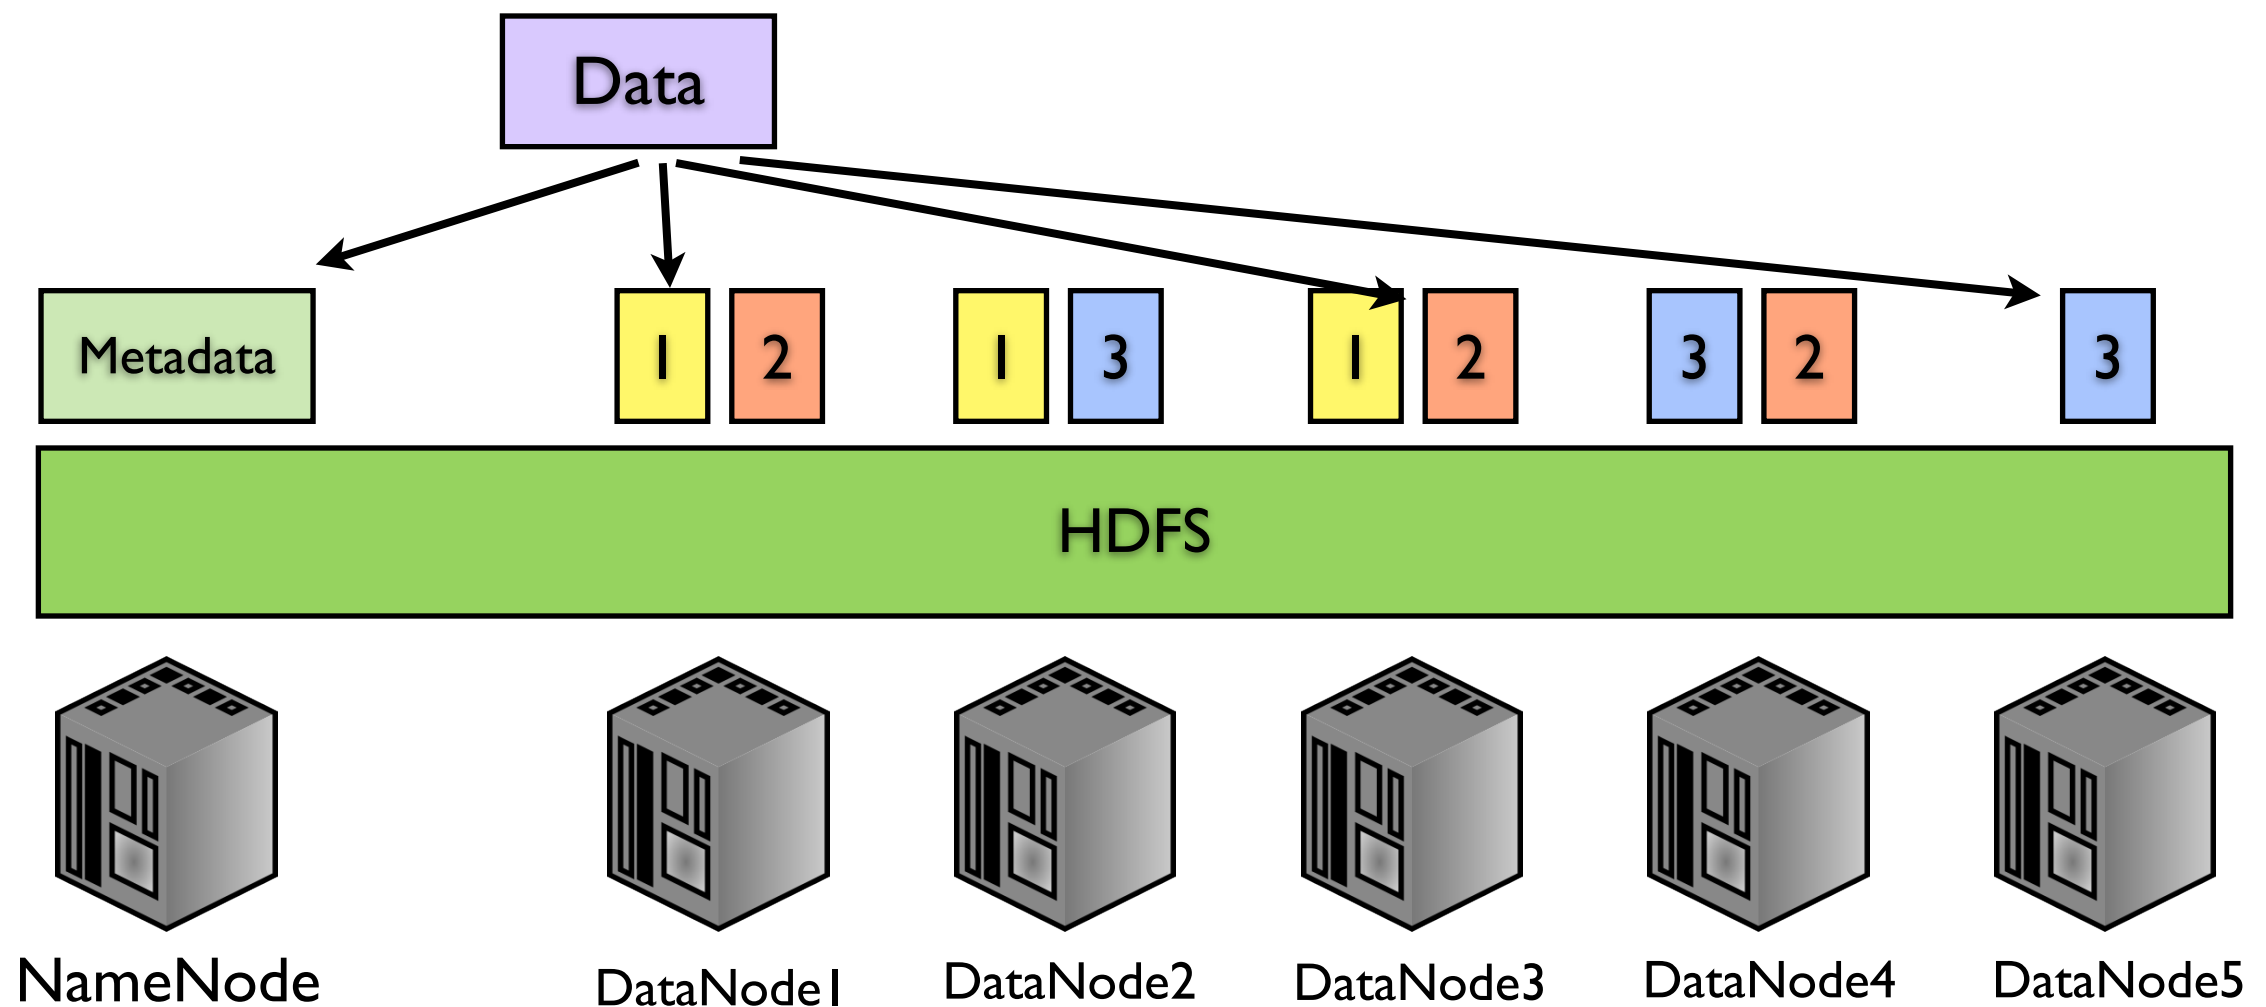 Data
Metadata
1 2
1 3
1 2
3 2
3
HDFS
NameNode
DataNode1
DataNode2
DataNode3
DataNode4
DataNode5